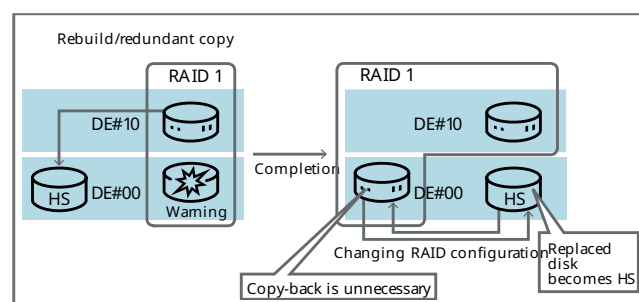 Rebuild/redundant copy
RAID 1
DE#10
HS
DE#00
Warning
Completion
RAID 1
DE#10
DE#00
HS
Changing RAID configuration
Copy-back is unnecessary
Replaced
disk
becomes HS